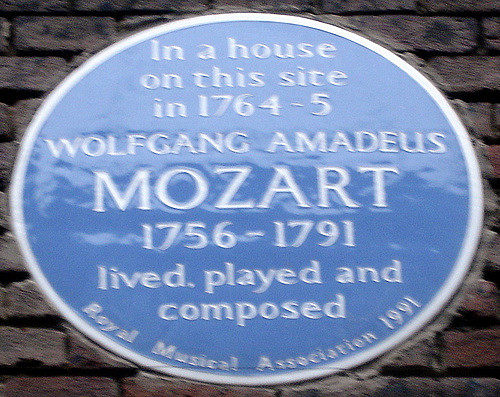 In a house
on this site
in 1764-5
WOLFGANG AMADEUS
MOZART
1756-1791
lived, played and
composed
Royal Musical Association 1991